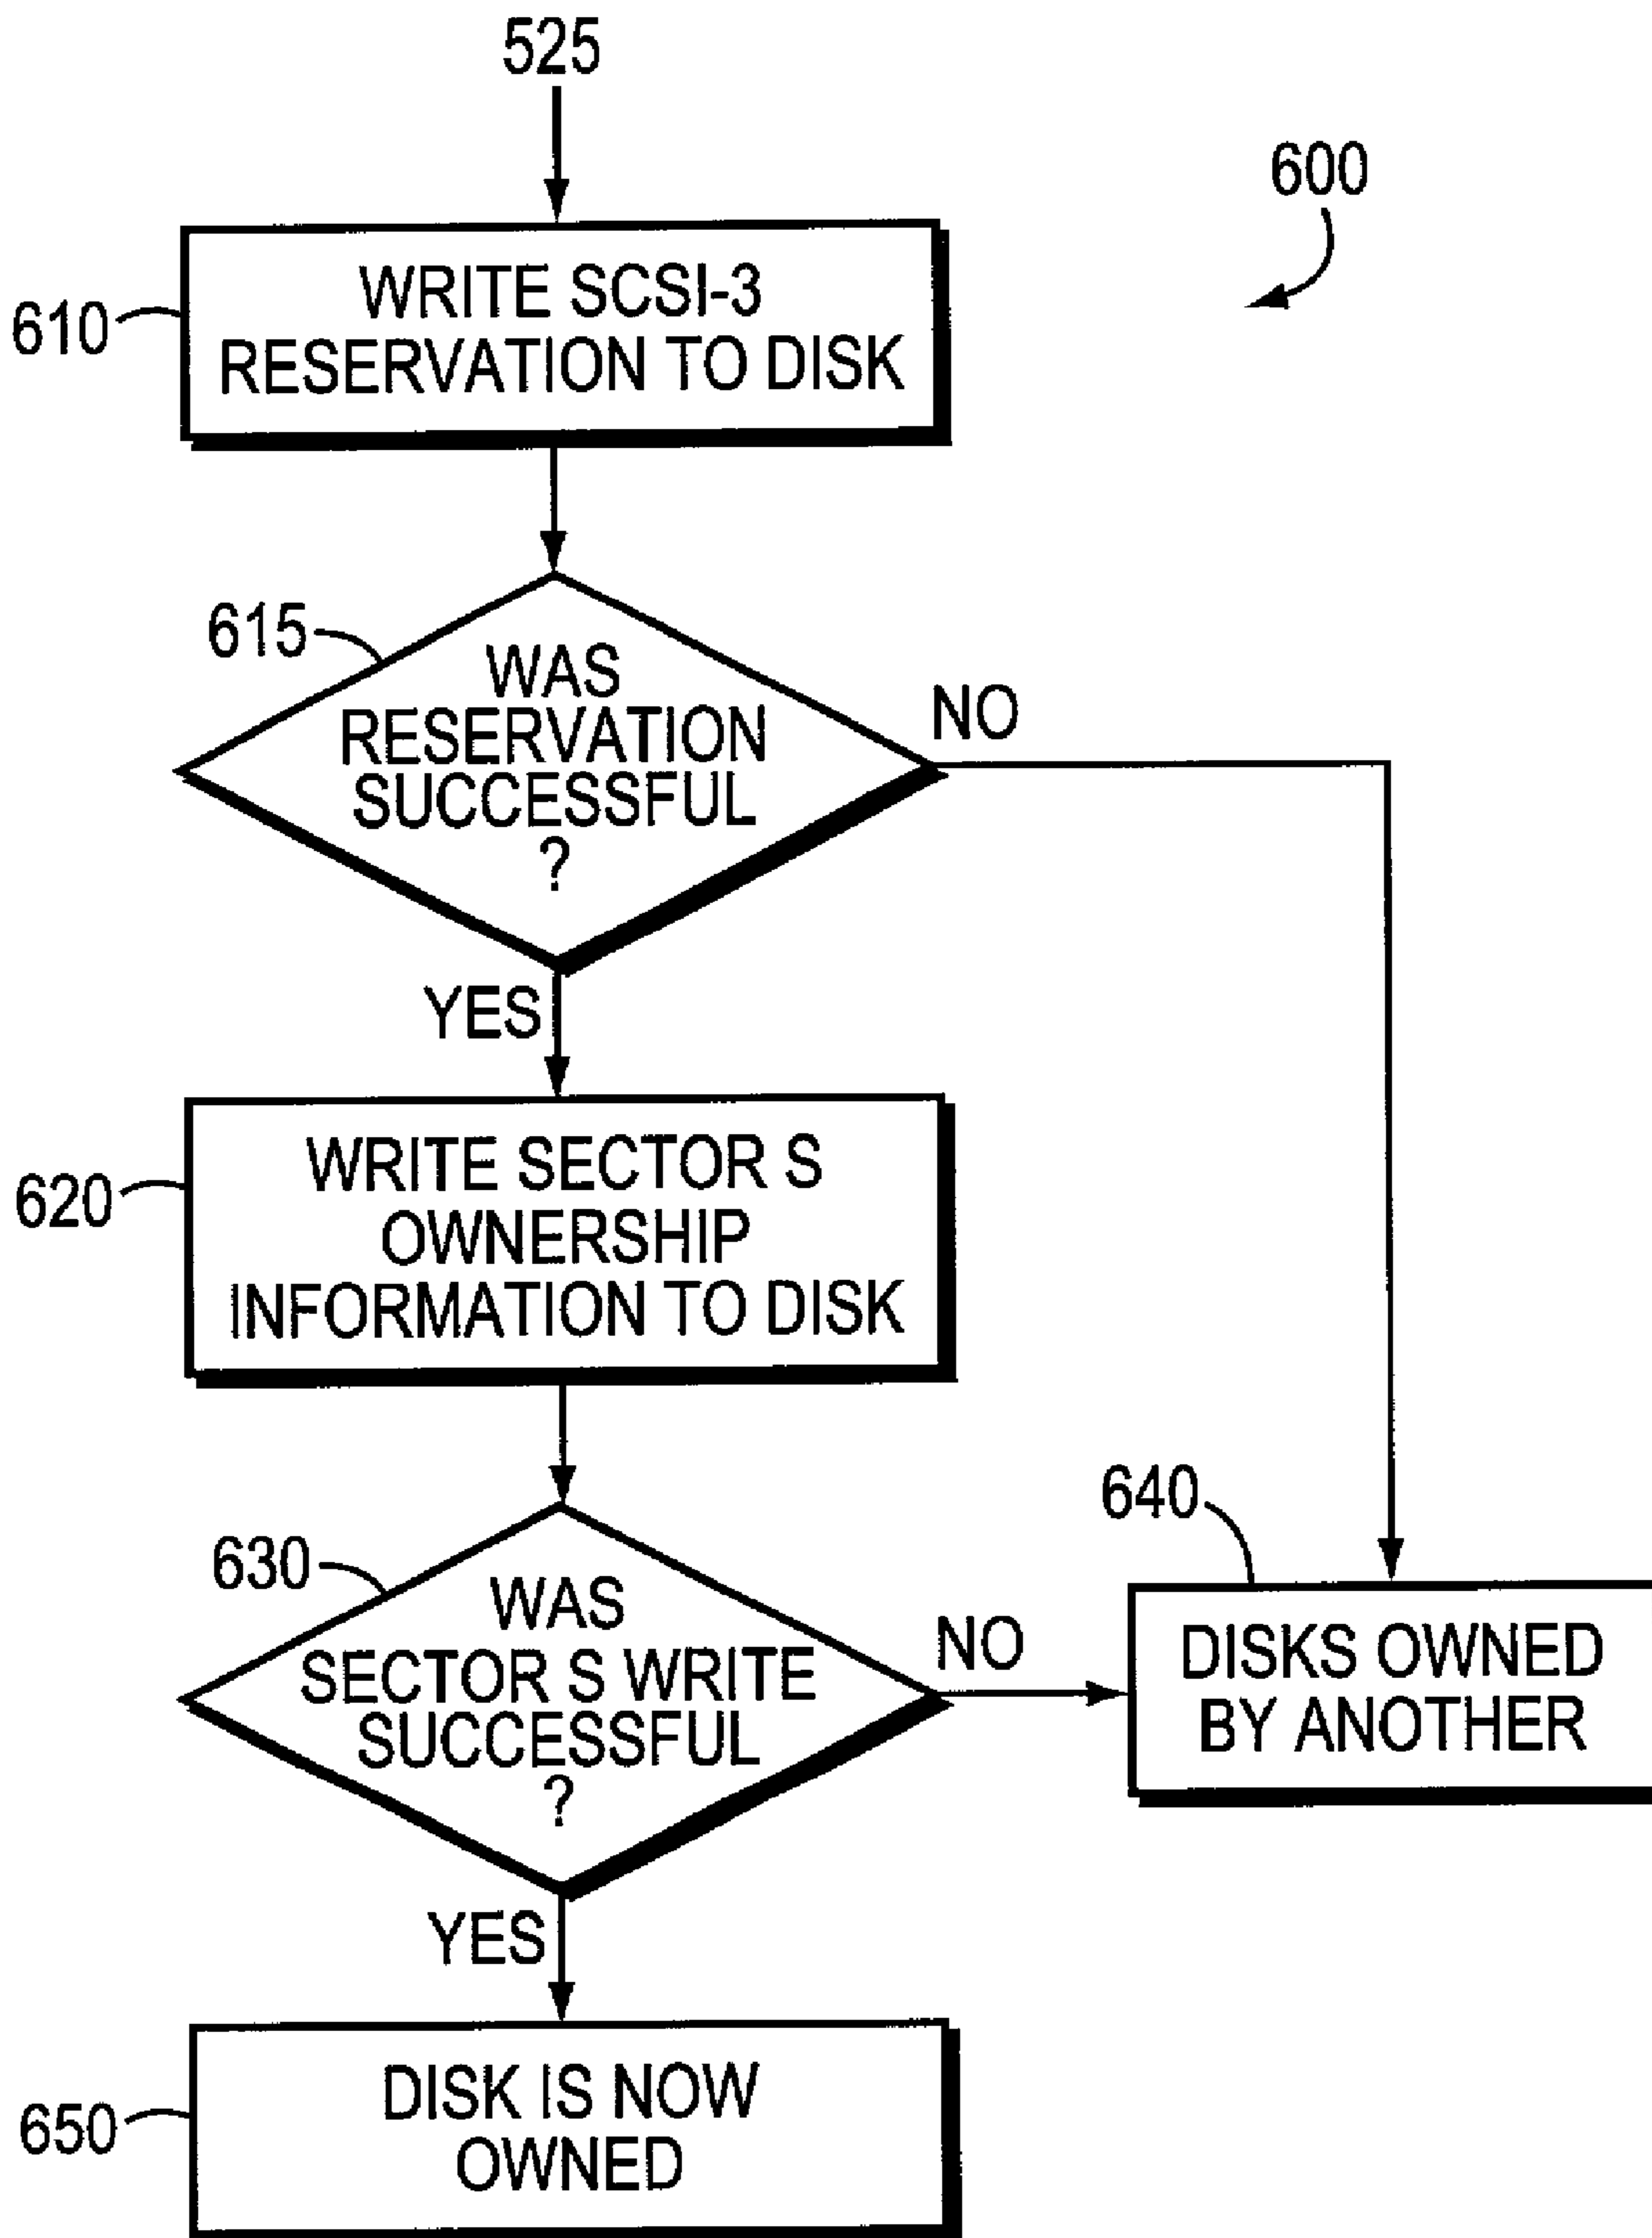 525
600
610
WRITE SCSI-3
RESERVATION TO DISK
615
WAS
RESERVATION
SUCCESSFUL
?
NO
YES
620
WRITE SECTOR S
OWNERSHIP
INFORMATION TO DISK
630
WAS
SECTOR S WRITE
SUCCESSFUL
?
NO
640
DISKS OWNED
BY ANOTHER
YES
650
DISK IS NOW
OWNED